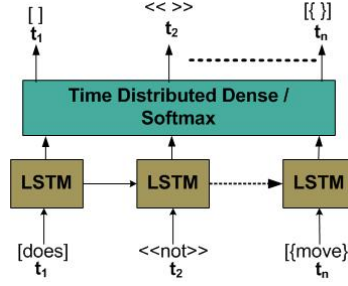 [ ] << >> [{ }]
t1 t2 tn
Time Distributed Dense /
Softmax
LSTM LSTM LSTM
[does] <<not>> [{move}
t1 t2 tn